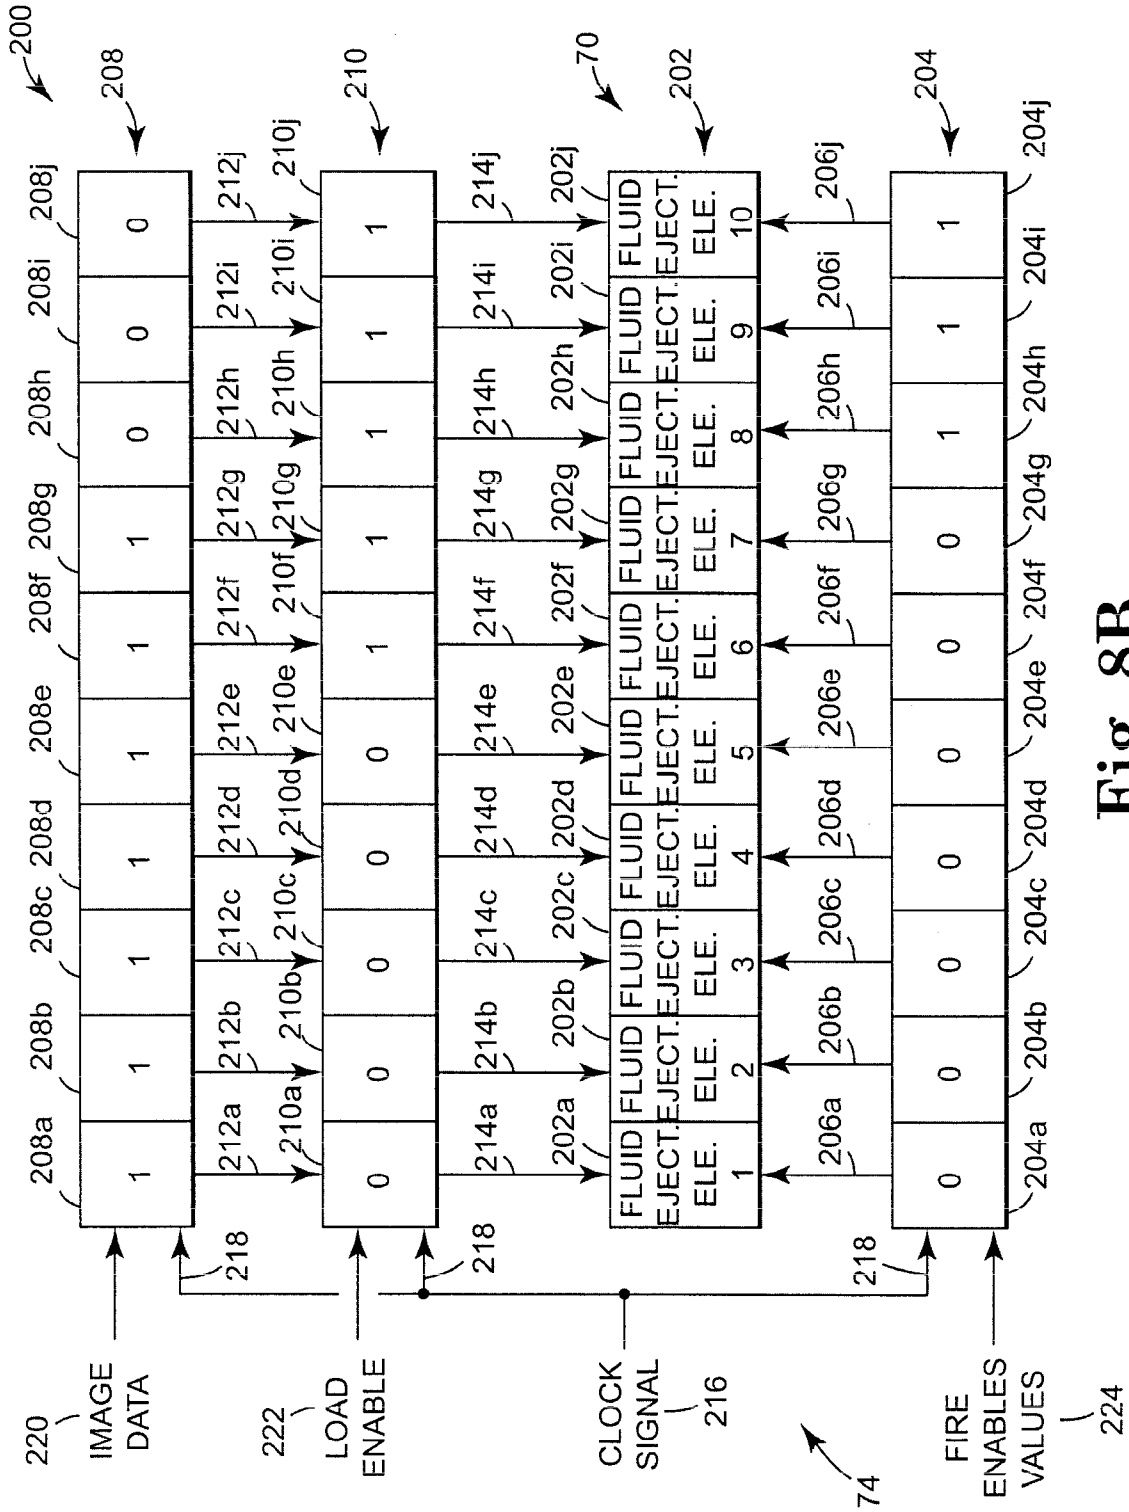 200
208a 208b 208c 208d 208e 208f 208g 208h 208i 208j
208
220
IMAGE
DATA
1 1 1 1 1 1 1 0 0 0
218
212a 212b 212c 212d 212e 212f 212g 212h 212i 212j
210a 210b 210c 210d 210e 210f 210g 210h 210i 210j
210
222
LOAD
ENABLE
0 0 0 0 0 1 1 1 1 1
218
214a 214b 214c 214d 214e 214f 214g 214h 214i 214j
70
202a 202b 202c 202d 202e 202f 202g 202h 202i 202j
202
CLOCK
SIGNAL
216
FLUID FLUID FLUID FLUID FLUID FLUID FLUID FLUID FLUID FLUID
EJECT. EJECT. EJECT. EJECT. EJECT. EJECT. EJECT. EJECT. EJECT. EJECT.
ELE. ELE. ELE. ELE. ELE. ELE. ELE. ELE. ELE. ELE.
1 2 3 4 5 6 7 8 9 10
74
206a 206b 206c 206d 206e 206f 206g 206h 206i 206j
218
204
0 0 0 0 0 0 0 1 1 1
FIRE
ENABLES
VALUES
224
204a 204b 204c 204d 204e 204f 204g 204h 204i 204j
Fig. 8B